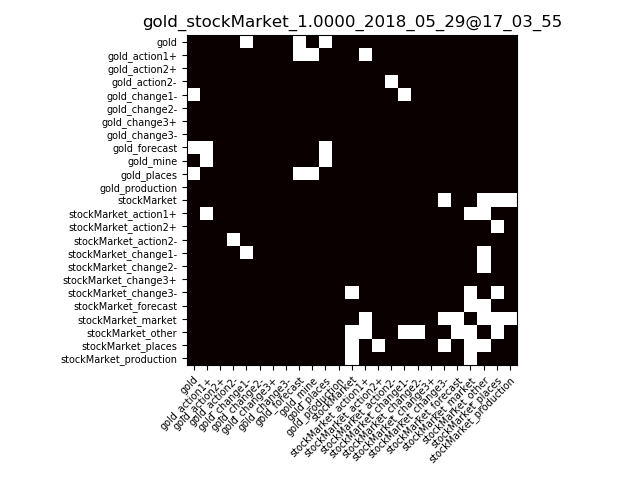 gold_stockMarket_1.0000_2018_05_29@17_03_55
gold
gold_action1+
gold_action2+
gold_action2-
gold_change1-
gold_change2-
gold_change3+
gold_change3-
gold_forecast
gold_mine
gold_places
gold_production
stockMarket
stockMarket_action1+
stockMarket_action2+
stockMarket_action2-
stockMarket_change1-
stockMarket_change2-
stockMarket_change3+
stockMarket_change3-
stockMarket_forecast
stockMarket_market
stockMarket_other
stockMarket_places
stockMarket_production
gold
gold_action1+
gold_action2+
gold_action2-
gold_change1-
gold_change2-
gold_change3+
gold_change3-
gold_forecast
gold_mine
gold_places
gold_production
stockMarket
stockMarket_action1+
stockMarket_action2+
stockMarket_action2-
stockMarket_change1-
stockMarket_change2-
stockMarket_change3+
stockMarket_change3-
stockMarket_forecast
stockMarket_market
stockMarket_other
stockMarket_places
stockMarket_production